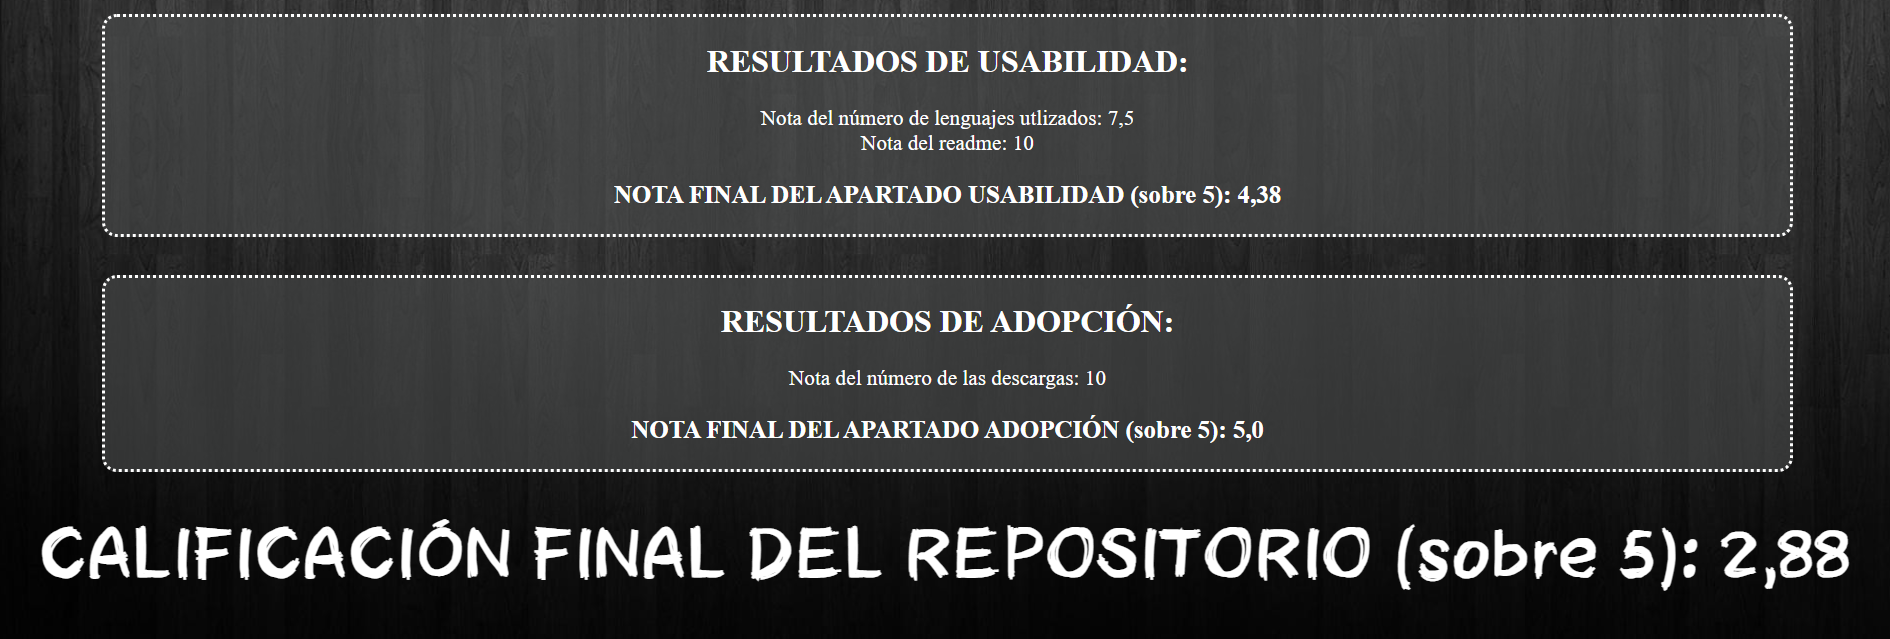 RESULTADOS DE USABILIDAD:
Nota del número de lenguajes utlizados: 7,5
Nota del readme: 10
NOTA FINAL DEL APARTADO USABILIDAD (sobre 5): 4,38
RESULTADOS DE ADOPCIÓN:
Nota del número de las descargas: 10
NOTA FINAL DEL APARTADO ADOPCIÓN (sobre 5): 5,0
CALIFICACIÓN FINAL DEL REPOSITORIO (sobre 5): 2,88